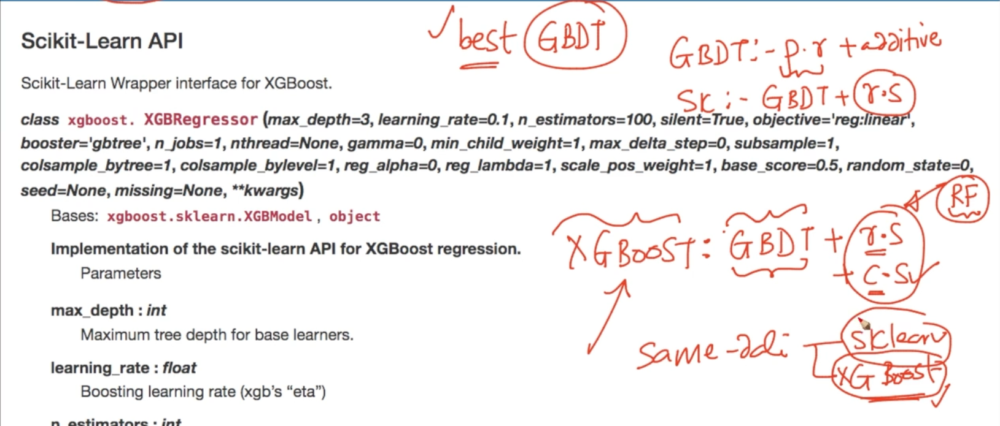 ✓ best GBDT
Scikit-Learn API
GBDT:- p.r + additive
Scikit-Learn Wrapper interface for XGBoost.
SK :- GBDT + r.S
class xgboost. XGBRegressor (max_depth=3, learning_rate=0.1, n_estimators=100, silent=True, objective='reg:linear',
booster='gbtree', n_jobs=1, nthread=None, gamma=0, min_child_weight=1, max_delta_step=0, subsample=1,
colsample_bytree=1, colsample_bylevel=1, reg_alpha=0, reg_lambda=1, scale_pos_weight=1, base_score=0.5, random_state=0,
seed=None, missing=None, **kwargs)
RF
Bases: xgboost.sklearn.XGBModel , object
XGBOOST: GBDT + r.S
+ C-S
Implementation of the scikit-learn API for XGBoost regression.
Parameters
max_depth : int
Maximum tree depth for base learners.
same
sklearn
XGBoost
learning_rate : float
Boosting learning rate (xgb's “eta”)
n_estimators : int